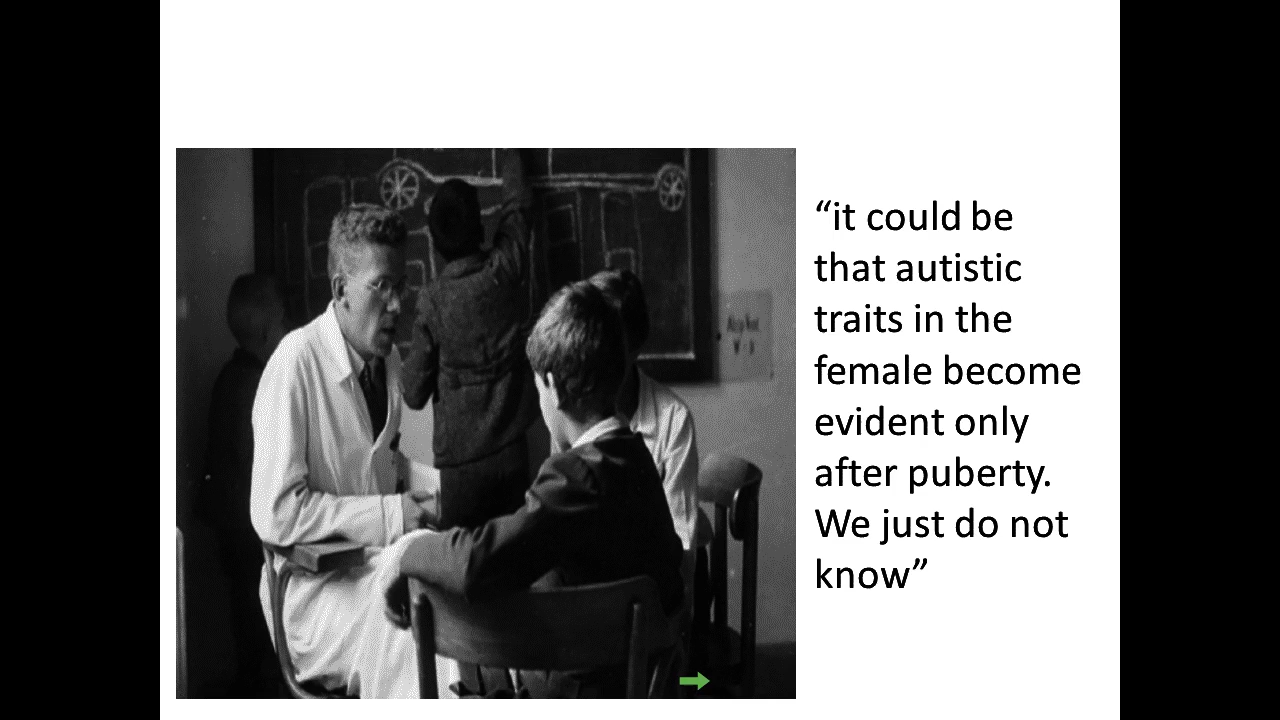 “it could be
that autistic
traits in the
female become
evident only
after puberty.
We just do not
know”